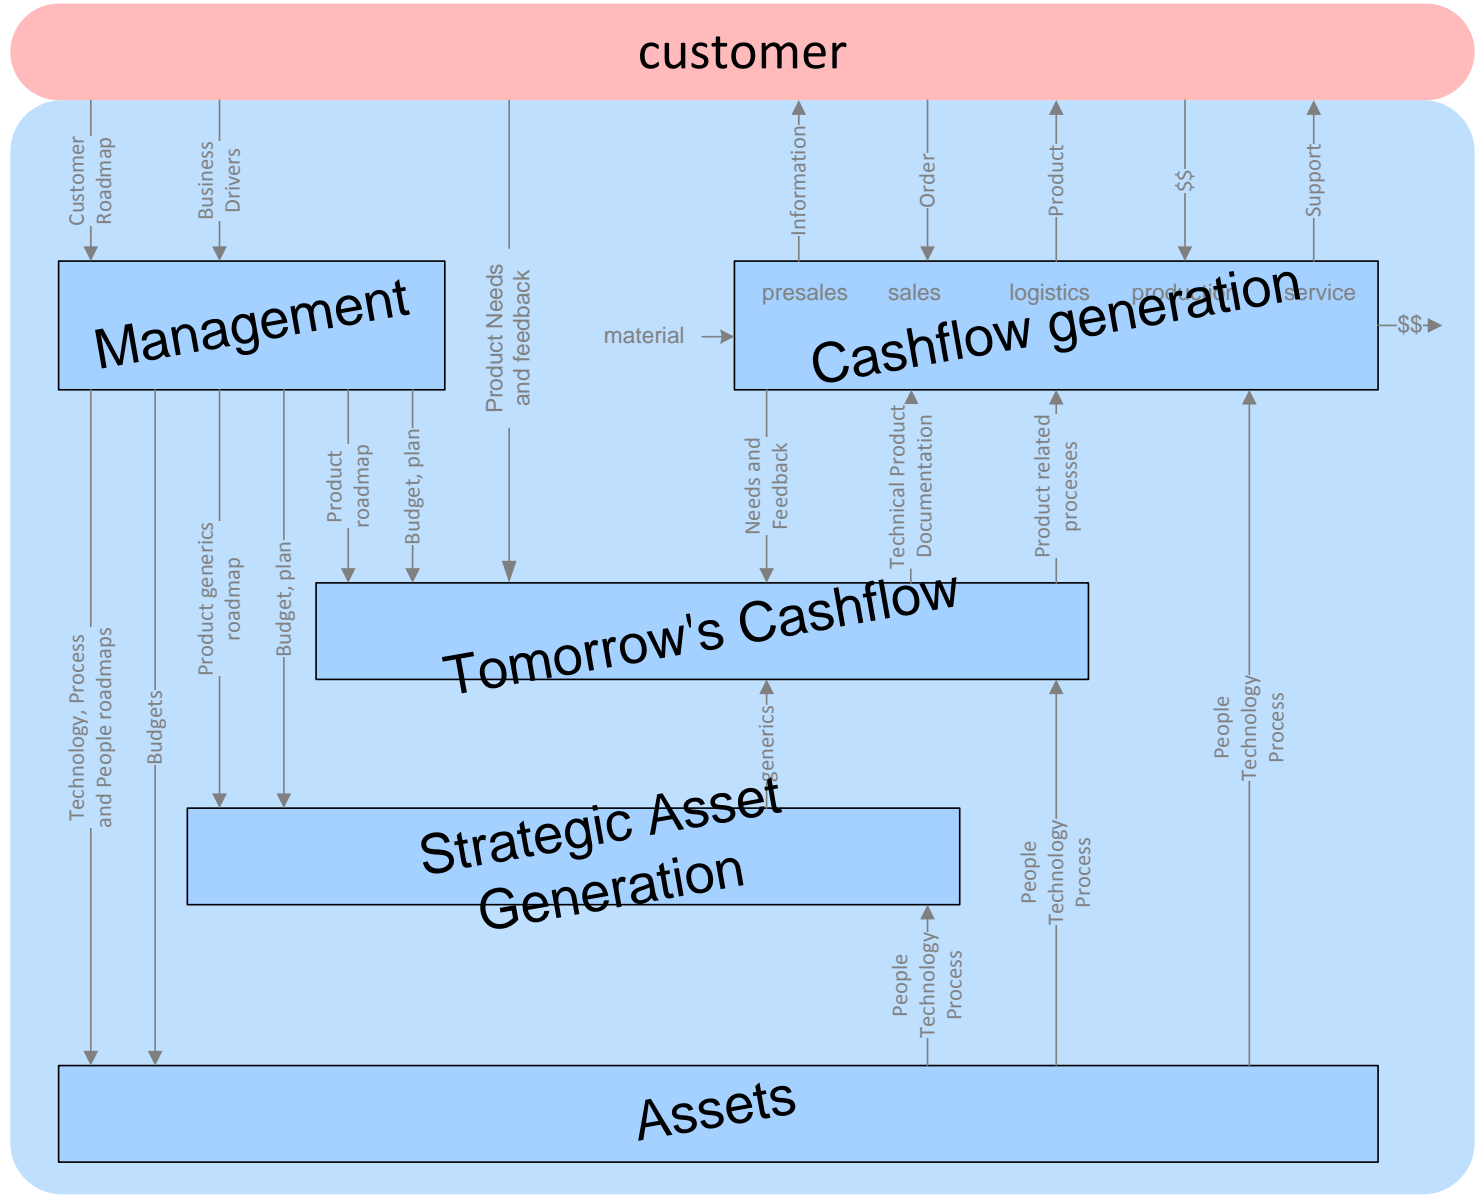 customer
Customer
Roadmap
Business
Drivers
Product Needs
and feedback
Information
Order
Product
$$
Support
Management
presales
sales
logistics
production
service
Cashflow generation
material
$$
Technology, Process
and People roadmaps
Budgets
Product generics
roadmap
Budget, plan
Product
roadmap
Budget, plan
Needs and
Feedback
Technical Product
Documentation
Product related
processes
People
Technology
Process
Tomorrow's Cashflow
generics
People
Technology
Process
Strategic Asset
Generation
People
Technology
Process
Assets